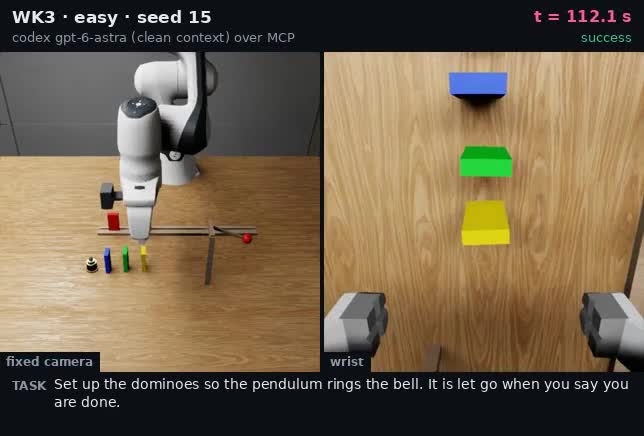 WK3 · easy · seed 15
t = 112.1 s
codex gpt-6-astra (clean context) over MCP
success
fixed camera
wrist
TASK Set up the dominoes so the pendulum rings the bell. It is let go when you say you
are done.